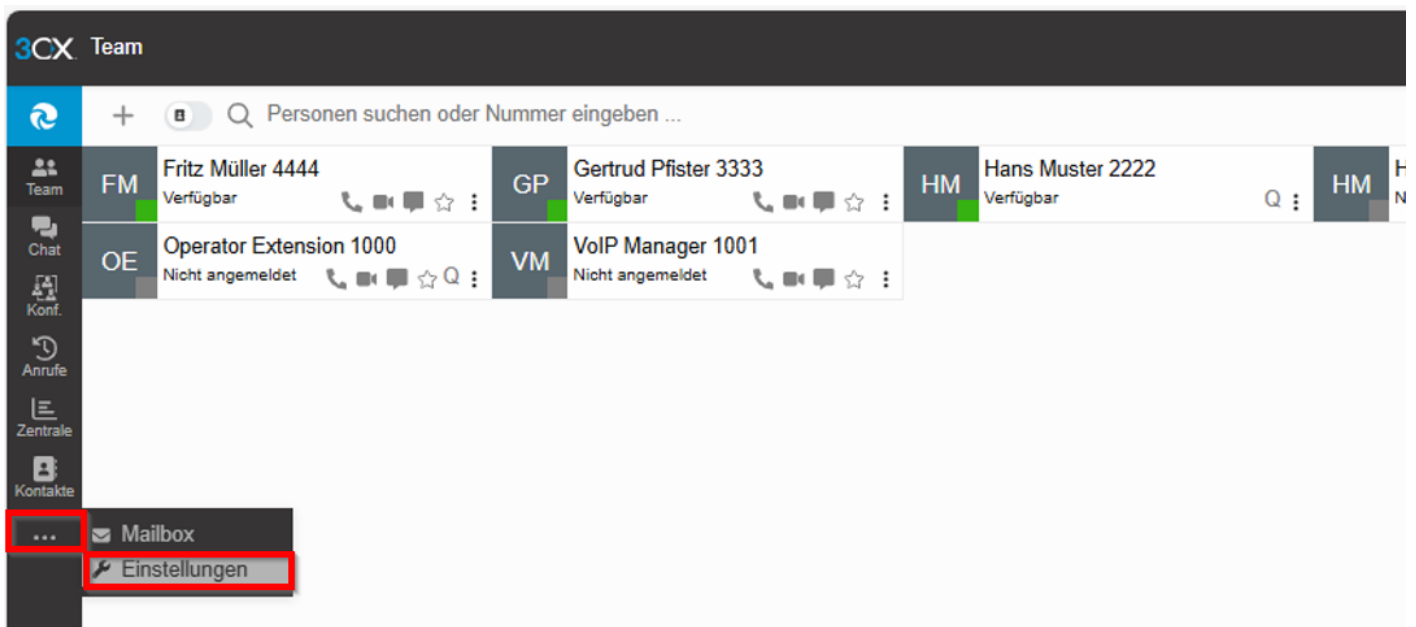 3CX Team
Personen suchen oder Nummer eingeben ...
Team
Chat
Konf.
Anrufe
Zentrale
Kontakte
...
FM
Fritz Müller 4444
Verfügbar
GP
Gertrud Pfister 3333
Verfügbar
HM
Hans Muster 2222
Verfügbar
Q
HM
H
N
OE
Operator Extension 1000
Nicht angemeldet
Q
VM
VoIP Manager 1001
Nicht angemeldet
Mailbox
Einstellungen